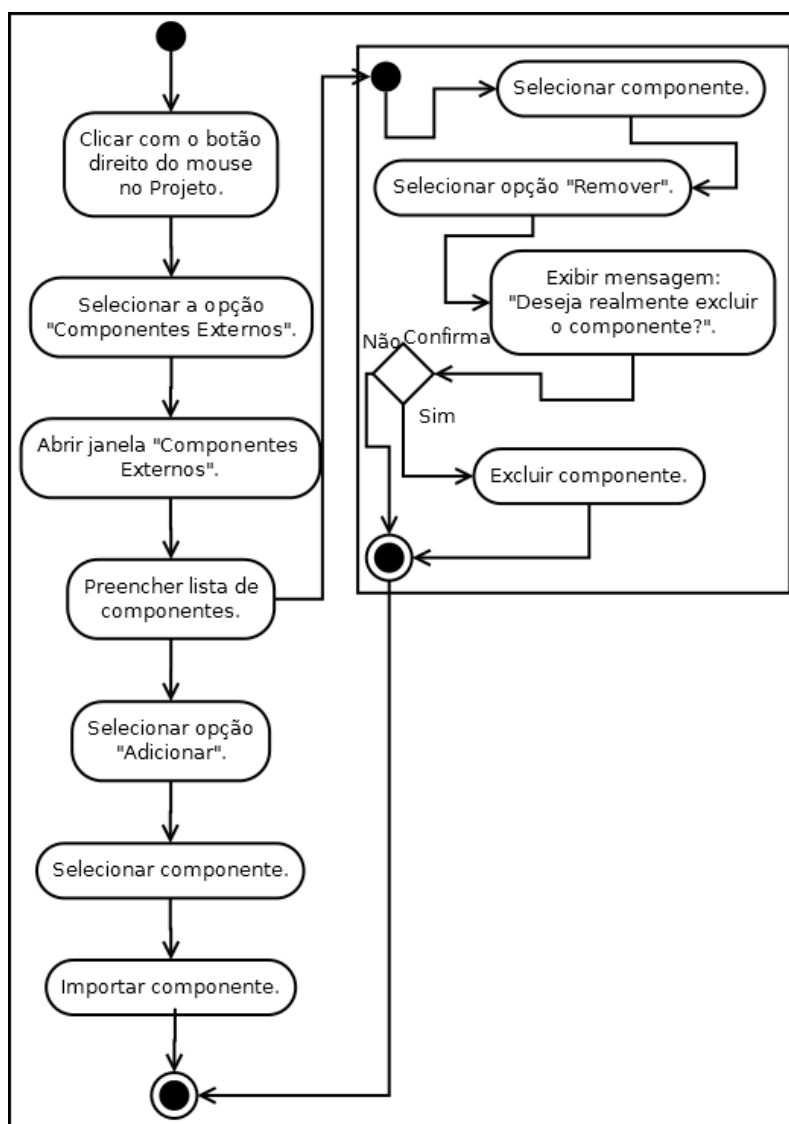 Clicar com o botão
direito do mouse
no Projeto.
Selecionar a opção
"Componentes Externos".
Abrir janela "Componentes
Externos".
Preencher lista de
componentes.
Selecionar opção
"Adicionar".
Selecionar componente.
Importar componente.
Selecionar componente.
Selecionar opção "Remover".
Exibir mensagem:
"Deseja realmente excluir
o componente?".
Confirma
Não
Sim
Excluir componente.